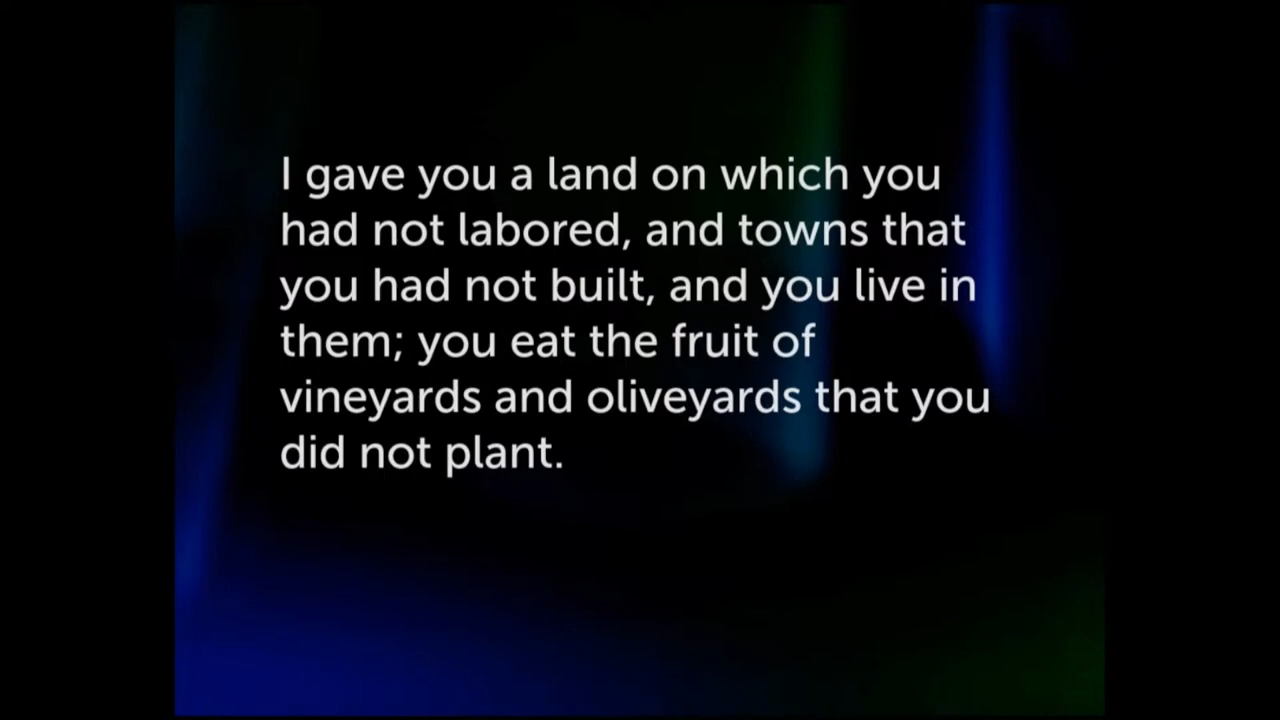 I gave you a land on which you
had not labored, and towns that
you had not built, and you live in
them; you eat the fruit of
vineyards and oliveyards that you
did not plant.